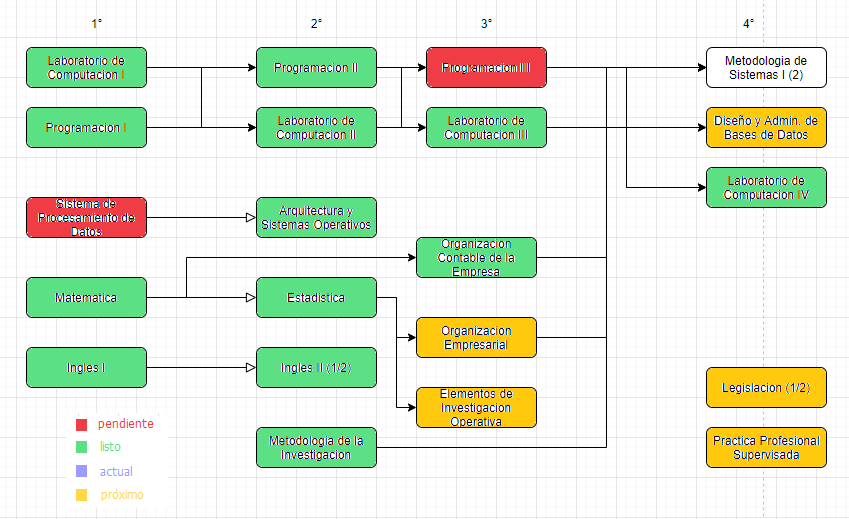 1°
2°
3°
4°
Laboratorio de
Computacion I
Programacion II
Programacion III
Metodologia de
Sistemas I (2)
Programacion I
Laboratorio de
Computacion II
Laboratorio de
Computacion III
Diseño y Admin. de
Bases de Datos
Laboratorio de
Computacion IV
Sistema de
Procesamiento de
Datos
Arquitectura y
Sistemas Operativos
Organizacion
Contable de la
Empresa
Matematica
Estadistica
Organizacion
Empresarial
Ingles I
Ingles II (1/2)
Elementos de
Investigacion
Operativa
Legislacion (1/2)
Metodologia de la
Investigacion
Practica Profesional
Supervisada
pendiente
listo
actual
próximo